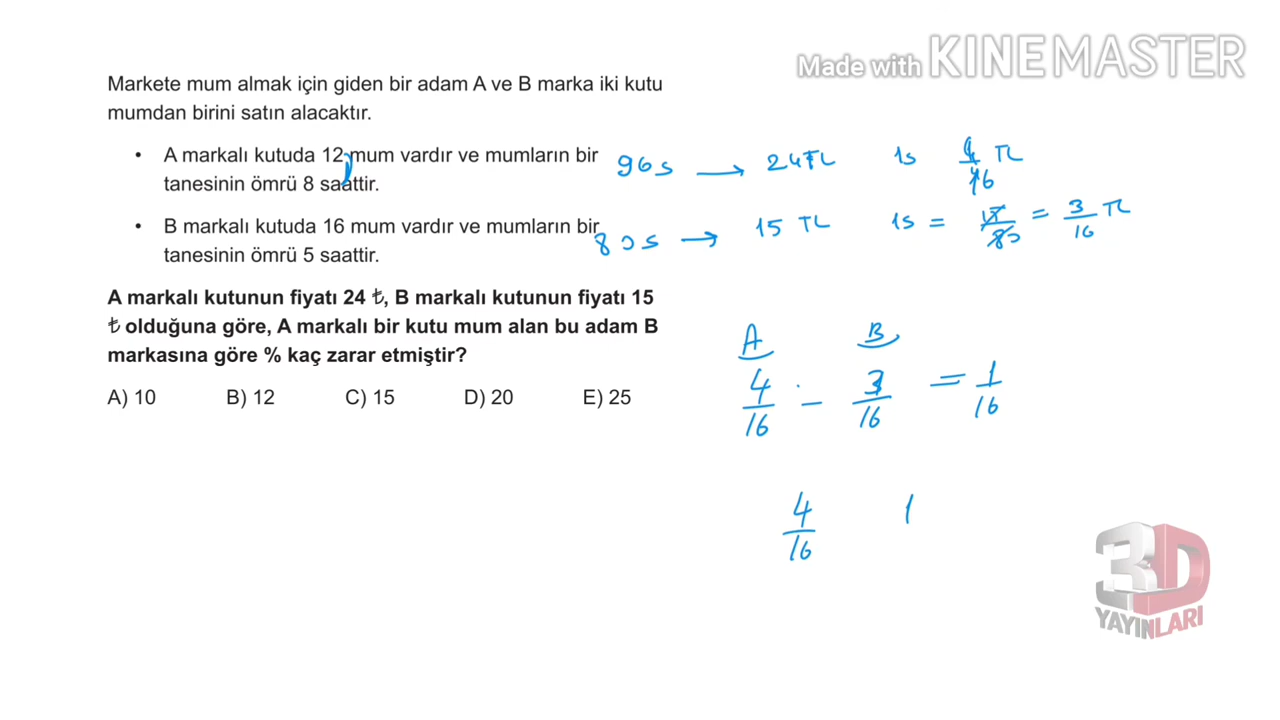 Made with KINEMASTER
Markete mum almak için giden bir adam A ve B marka iki kutu
mumdan birini satın alacaktır.
• A markalı kutuda 12 mum vardır ve mumların bir
tanesinin ömrü 8 saattir.
96s → 24TL 1s 4/16 TL
• B markalı kutuda 16 mum vardır ve mumların bir
tanesinin ömrü 5 saattir.
80s → 15 TL 1s = 15/80 = 3/16 TL
A markalı kutunun fiyatı 24 ₺, B markalı kutunun fiyatı 15
₺ olduğuna göre, A markalı bir kutu mum alan bu adam B
markasına göre % kaç zarar etmiştir?
A) 10 B) 12 C) 15 D) 20 E) 25
A B
4/16 - 3/16 = 1/16
4/16 1
3D
YAYINLARI